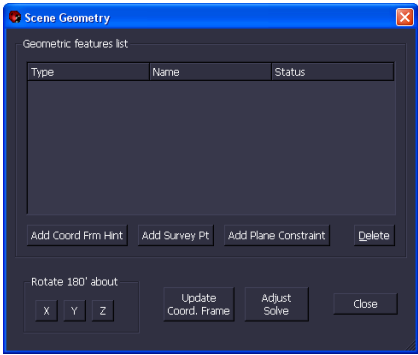 Scene Geometry
Geometric features list
Type Name Status
Add Coord Frm Hint Add Survey Pt Add Plane Constraint Delete
Rotate 180' about
X Y Z
Update
Coord. Frame
Adjust
Solve
Close